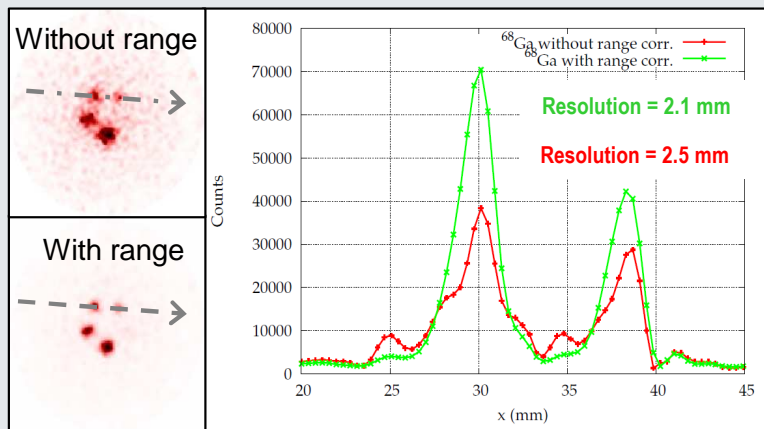 Without range
With range
80000
70000
60000
50000
40000
30000
20000
10000
0
Counts
68Ga without range corr.
68Ga with range corr.
Resolution = 2.1 mm
Resolution = 2.5 mm
20 25 30 35 40 45
x (mm)